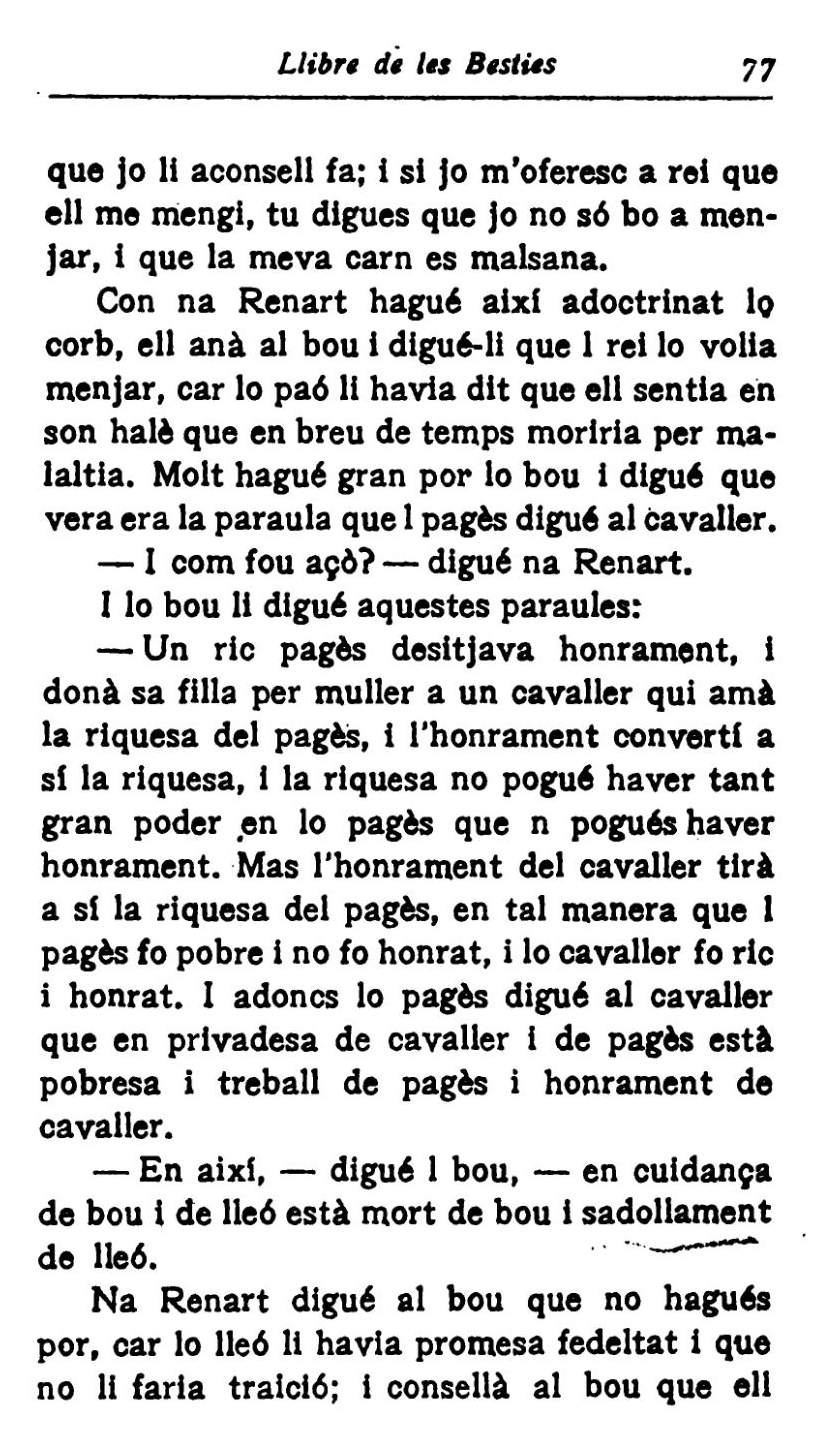 Llibre de les Besties 77
que jo li aconsell fa; i si jo m'oferesc a rei que
ell me mengi, tu digues que jo no só bo a men-
jar, i que la meva carn es malsana.
Con na Renart hagué així adoctrinat lo
corb, ell anà al bou i digué-li que l rei lo volia
menjar, car lo paó li havia dit que ell sentia en
son halè que en breu de temps moriria per ma-
laltia. Molt hagué gran por lo bou i digué que
vera era la paraula que l pagès digué al cavaller.
— I com fou açò? — digué na Renart.
I lo bou li digué aquestes paraules:
— Un ric pagès desitjava honrament, i
donà sa filla per muller a un cavaller qui amà
la riquesa del pagès, i l'honrament convertí a
sí la riquesa, i la riquesa no pogué haver tant
gran poder en lo pagès que n pogués haver
honrament. Mas l'honrament del cavaller tirà
a sí la riquesa del pagès, en tal manera que l
pagès fo pobre i no fo honrat, i lo cavaller fo ric
i honrat. I adoncs lo pagès digué al cavaller
que en privadesa de cavaller i de pagès està
pobresa i treball de pagès i honrament de
cavaller.
— En així, — digué l bou, — en cuidança
de bou i de lleó està mort de bou i sadollament
de lleó.
Na Renart digué al bou que no hagués
por, car lo lleó li havia promesa fedeltat i que
no li faria traició; i consellà al bou que ell